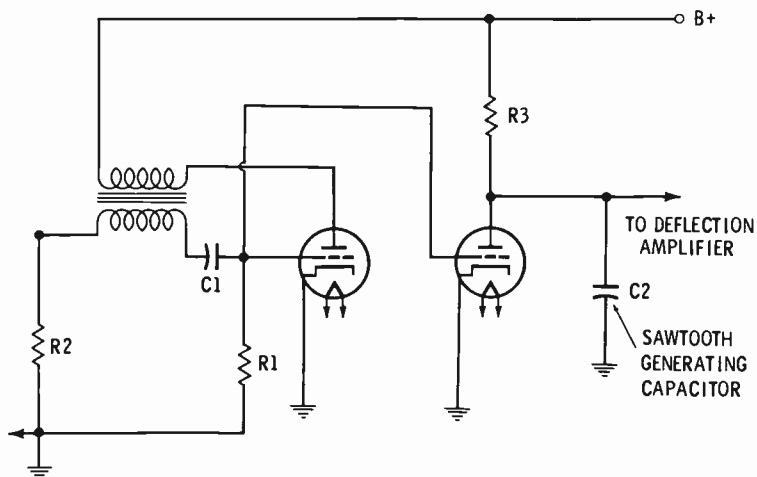 B+
R3
TO DEFLECTION
AMPLIFIER
C1
C2
R2
R1
SAWTOOTH
GENERATING
CAPACITOR